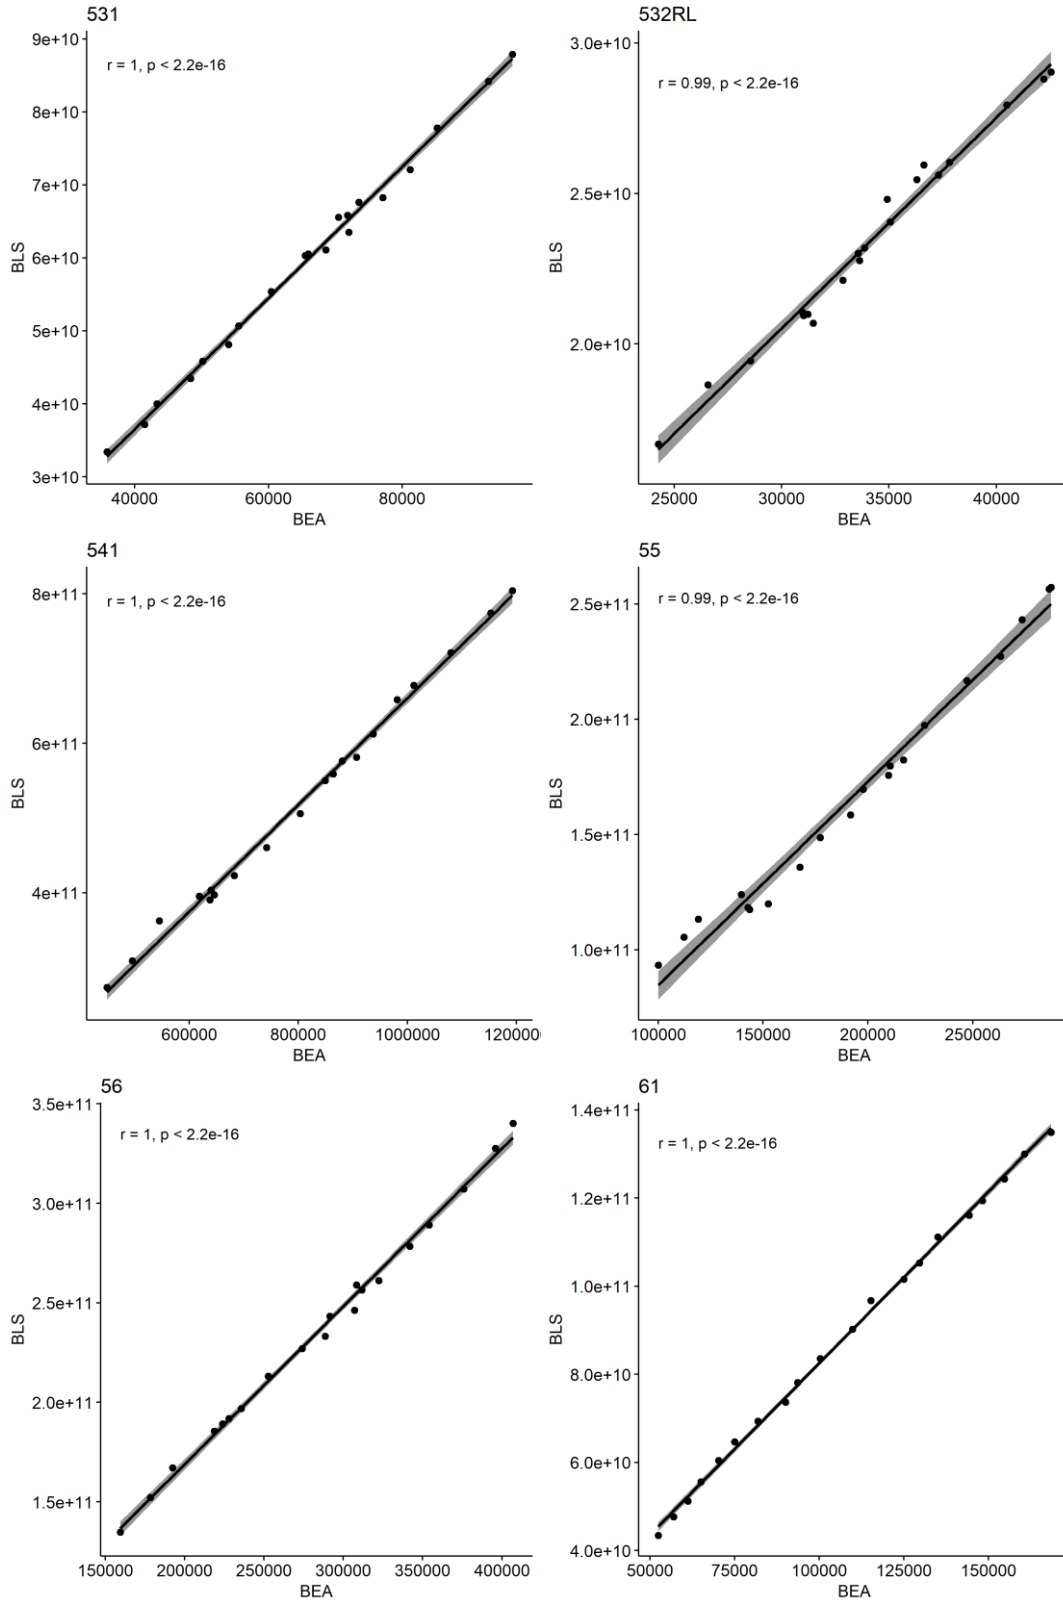 531
9e+10
8e+10
7e+10
6e+10
5e+10
4e+10
3e+10
BLS
r = 1, p < 2.2e-16
40000 60000 80000
BEA
532RL
3.0e+10
2.5e+10
2.0e+10
BLS
r = 0.99, p < 2.2e-16
25000 30000 35000 40000
BEA
541
8e+11
6e+11
4e+11
BLS
r = 1, p < 2.2e-16
600000 800000 1000000 120000
BEA
55
2.5e+11
2.0e+11
1.5e+11
1.0e+11
BLS
r = 0.99, p < 2.2e-16
100000 150000 200000 250000
BEA
56
3.5e+11
3.0e+11
2.5e+11
2.0e+11
1.5e+11
BLS
r = 1, p < 2.2e-16
150000 200000 250000 300000 350000 400000
BEA
61
1.4e+11
1.2e+11
1.0e+11
8.0e+10
6.0e+10
4.0e+10
BLS
r = 1, p < 2.2e-16
50000 75000 100000 125000 150000
BEA